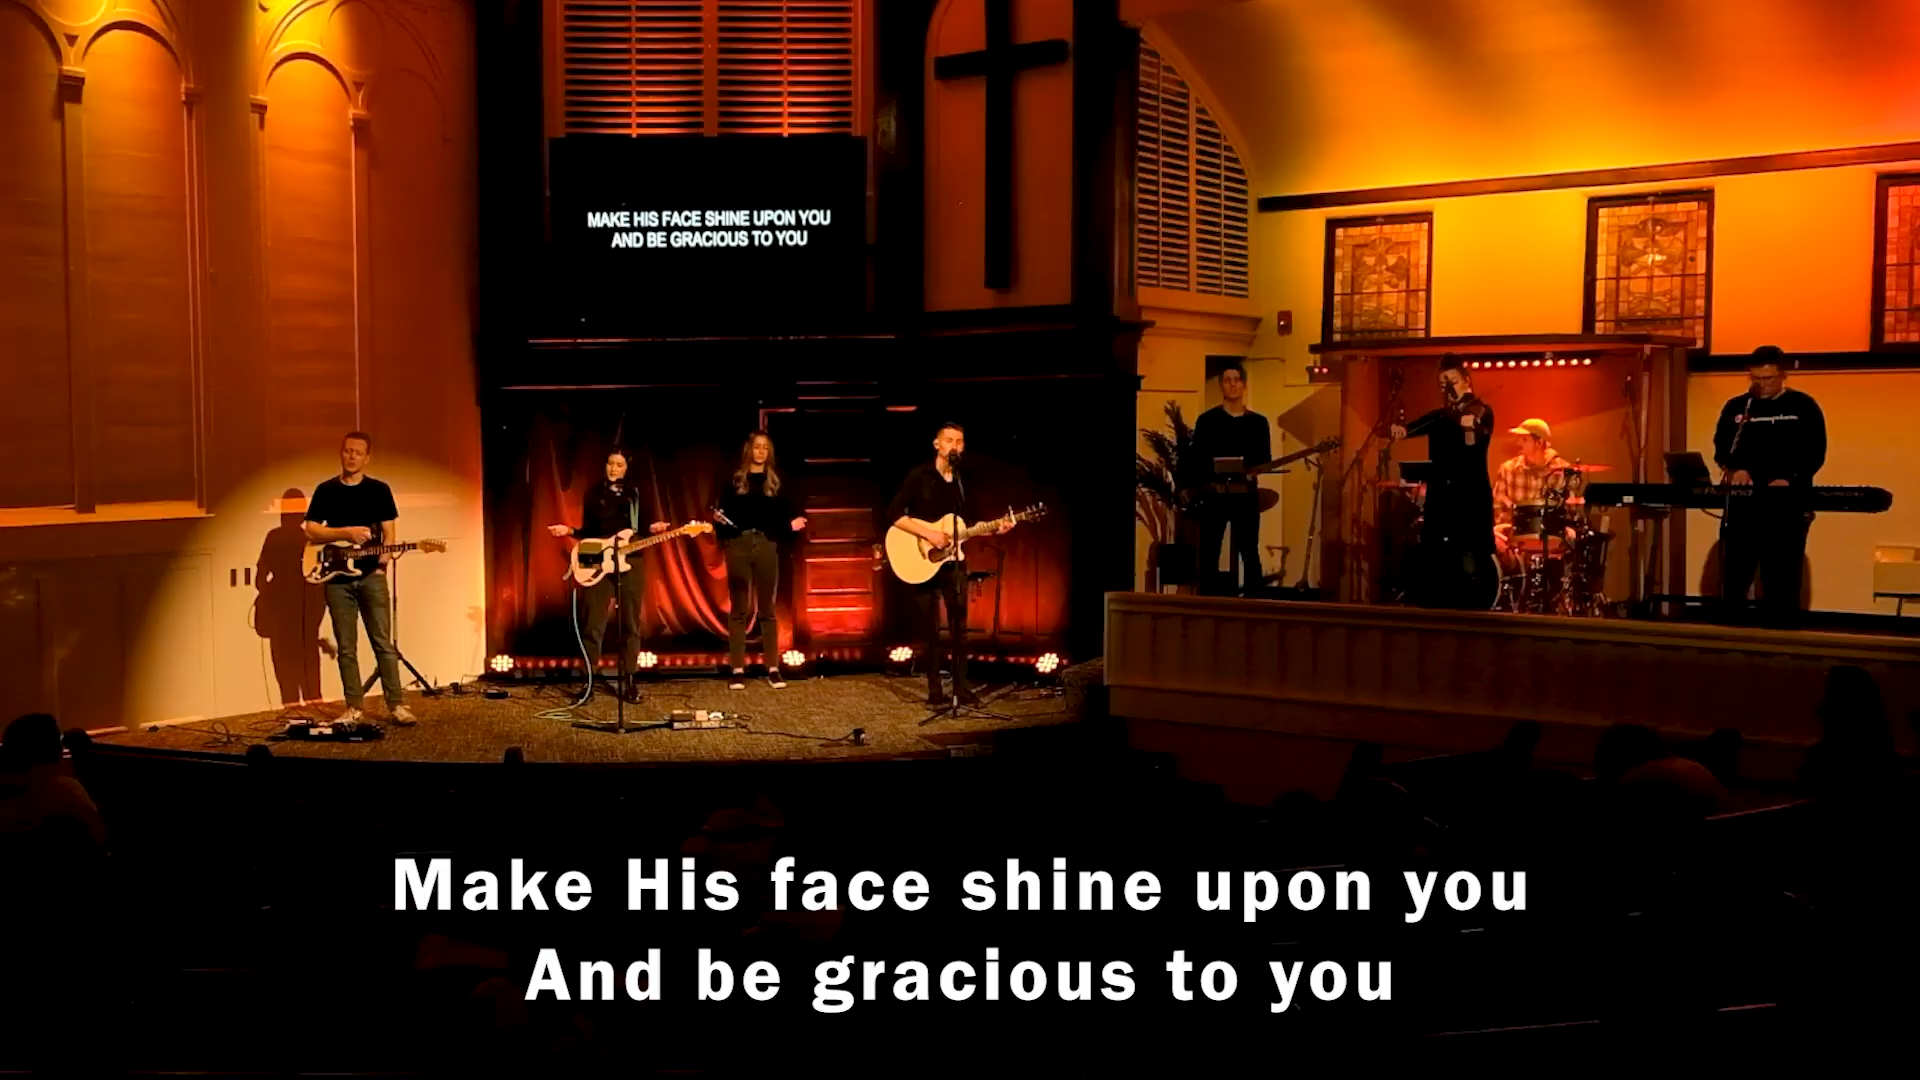 MAKE HIS FACE SHINE UPON YOU
AND BE GRACIOUS TO YOU
Roland
Make His face shine upon you
And be gracious to you